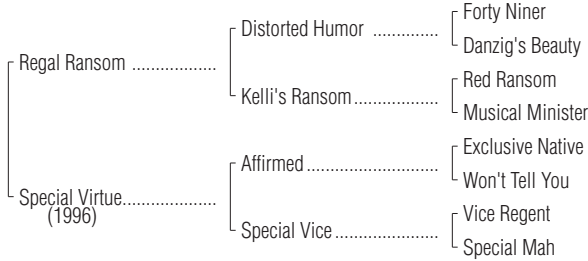 Forty Niner
Distorted Humor ..............
Danzig's Beauty
Regal Ransom ..................
Red Ransom
Kelli's Ransom ..................
Musical Minister
Exclusive Native
Affirmed ............................
Won't Tell You
Special Virtue....................
(1996)
Vice Regent
Special Vice ......................
Special Mah